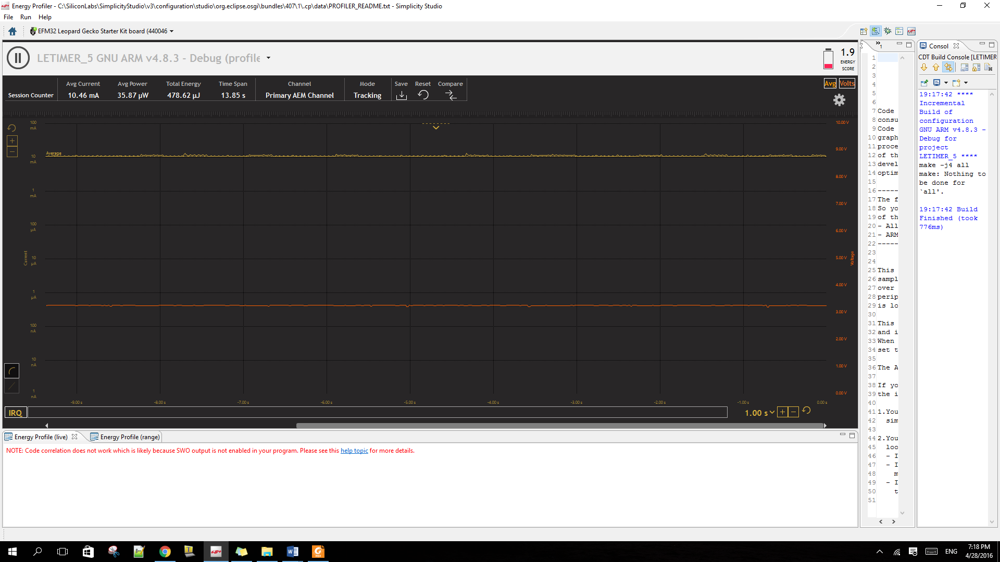 Energy Profiler - C:\SiliconLabs\SimplicityStudio\v3\configuration\studio\org.eclipse.osgi\bundles\407\1\.cp\data\PROFILER_README.txt - Simplicity Studio
File Run Help
EFM32 Leopard Gecko Starter Kit board (440046
LETIMER_5 GNU ARM v4.8.3 - Debug (profile
1.9
ENERGY
SCORE
Session Counter
Avg Current
10.46 mA
Avg Power
35.87 µW
Total Energy
478.62 µJ
Time Span
13.85 s
Channel
Primary AEM Channel
Mode
Tracking
Save
Reset
Compare
Avg Volts
100 mA
10 mA
1 mA
100 µA
10 µA
1 µA
100 nA
10 nA
1 nA
Current
Average
10.00 V
9.00 V
8.00 V
7.00 V
6.00 V
5.00 V
4.00 V
3.00 V
2.00 V
1.00 V
0.00 V
Voltage
-9.00 s -8.00 s -7.00 s -6.00 s -5.00 s -4.00 s -3.00 s -2.00 s -1.00 s 0.00 s
IRQ
1.00 s
Energy Profile (live)
Energy Profile (range)
NOTE: Code correlation does not work which is likely because SWO output is not enabled in your program. Please see this help topic for more details.
1
1
2
3
4
5
6
7 Code
8 consu
9 Code
10 graph
11 proce
12 of th
13 devel
14 optim
15
16 -----
17 The f
18 So yo
19 of th
20 - All
21 - ARM
22 -----
23
24
25 This
26 sampl
27 over
28 perip
29 is lo
30
31 This
32 and i
33 When
34 set t
35
36 The A
37
38 If yo
39 the i
40
41 1.You
42 sim
43
44 2.You
45 loo
46 - I
47 - I
48 m
49 - I
50 t
51
Consol
CDT Build Console [LETIMER
19:17:42 ****
Incremental
Build of
configuration
GNU ARM v4.8.3 -
Debug for
project
LETIMER_5 ****
make -j4 all
make: Nothing to
be done for
`all'.
19:17:42 Build
Finished (took
776ms)
ENG
7:18 PM
4/28/2016